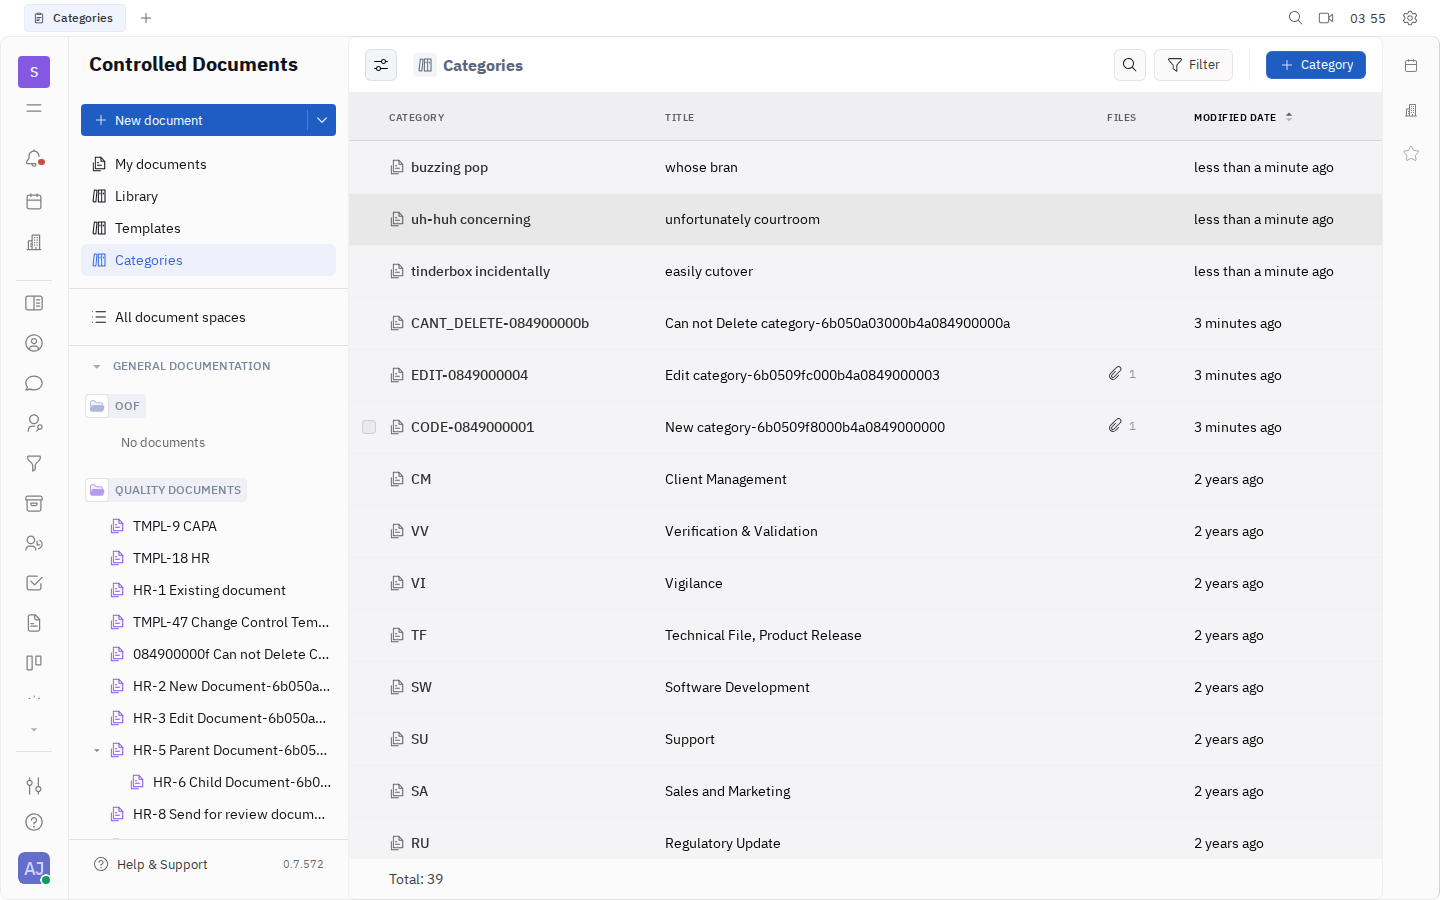 Categories
03 55
S
Controlled Documents
New document
My documents
Library
Templates
Categories
All document spaces
GENERAL DOCUMENTATION
OOF
No documents
QUALITY DOCUMENTS
TMPL-9 CAPA
TMPL-18 HR
HR-1 Existing document
TMPL-47 Change Control Tem...
084900000f Can not Delete C...
HR-2 New Document-6b050a...
HR-3 Edit Document-6b050a...
HR-5 Parent Document-6b05...
HR-6 Child Document-6b0...
HR-8 Send for review docum...
Help & Support 0.7.572
AJ
Categories
Filter
Category
CATEGORY TITLE FILES MODIFIED DATE
buzzing pop whose bran less than a minute ago
uh-huh concerning unfortunately courtroom less than a minute ago
tinderbox incidentally easily cutover less than a minute ago
CANT_DELETE-084900000b Can not Delete category-6b050a03000b4a084900000a 3 minutes ago
EDIT-0849000004 Edit category-6b0509fc000b4a0849000003 1 3 minutes ago
CODE-0849000001 New category-6b0509f8000b4a0849000000 1 3 minutes ago
CM Client Management 2 years ago
VV Verification & Validation 2 years ago
VI Vigilance 2 years ago
TF Technical File, Product Release 2 years ago
SW Software Development 2 years ago
SU Support 2 years ago
SA Sales and Marketing 2 years ago
RU Regulatory Update 2 years ago
Total: 39